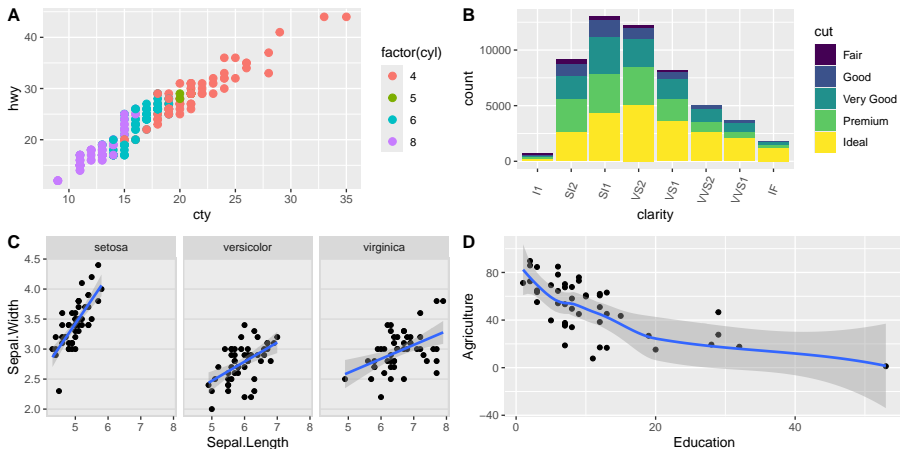 A
hwy
40
30
20
10
15
20
25
30
35
cty
factor(cyl)
4
5
6
8
B
count
10000
5000
0
I1
SI2
SI1
VS2
VS1
VVS2
VVS1
IF
clarity
cut
Fair
Good
Very Good
Premium
Ideal
C
setosa
versicolor
virginica
Sepal.Width
4.5
4.0
3.5
3.0
2.5
2.0
5
6
7
8
5
6
7
8
5
6
7
8
Sepal.Length
D
Agriculture
80
40
0
−40
0
20
40
Education